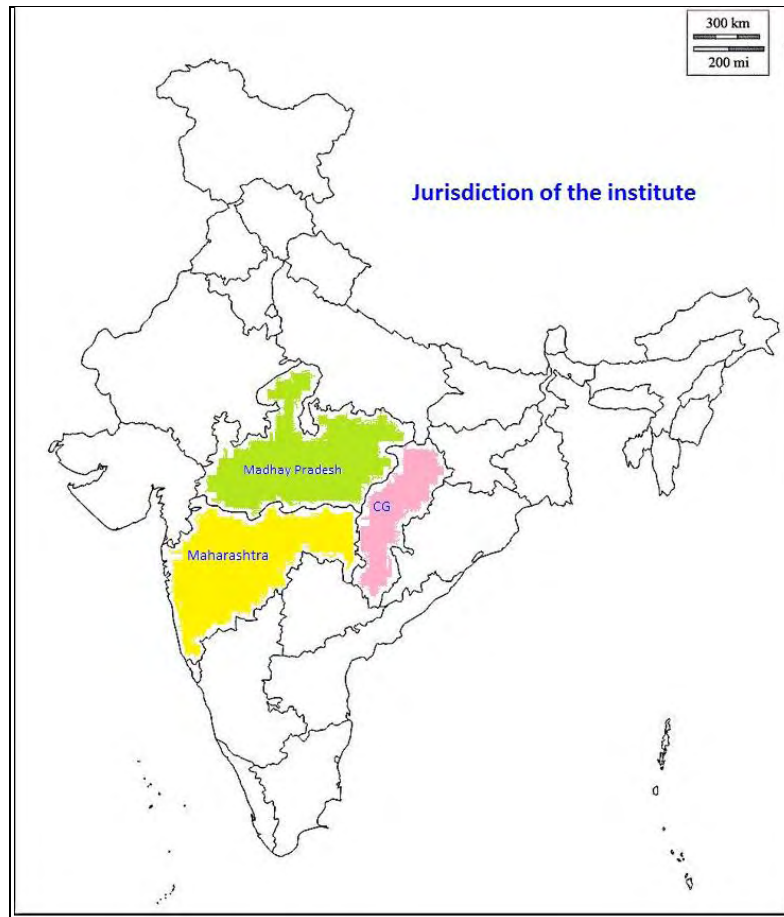 300 km
200 mi
Jurisdiction of the institute
Madhay Pradesh
CG
Maharashtra